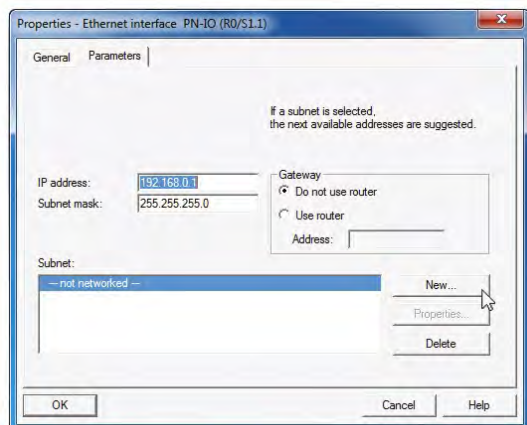 Properties - Ethernet interface PN-IO (R0/S1.1)
General Parameters
If a subnet is selected,
the next available addresses are suggested.
IP address: 192.168.0.1
Subnet mask: 255.255.255.0
Gateway
Do not use router
Use router
Address:
Subnet:
--- not networked ---
New...
Properties...
Delete
OK Cancel Help